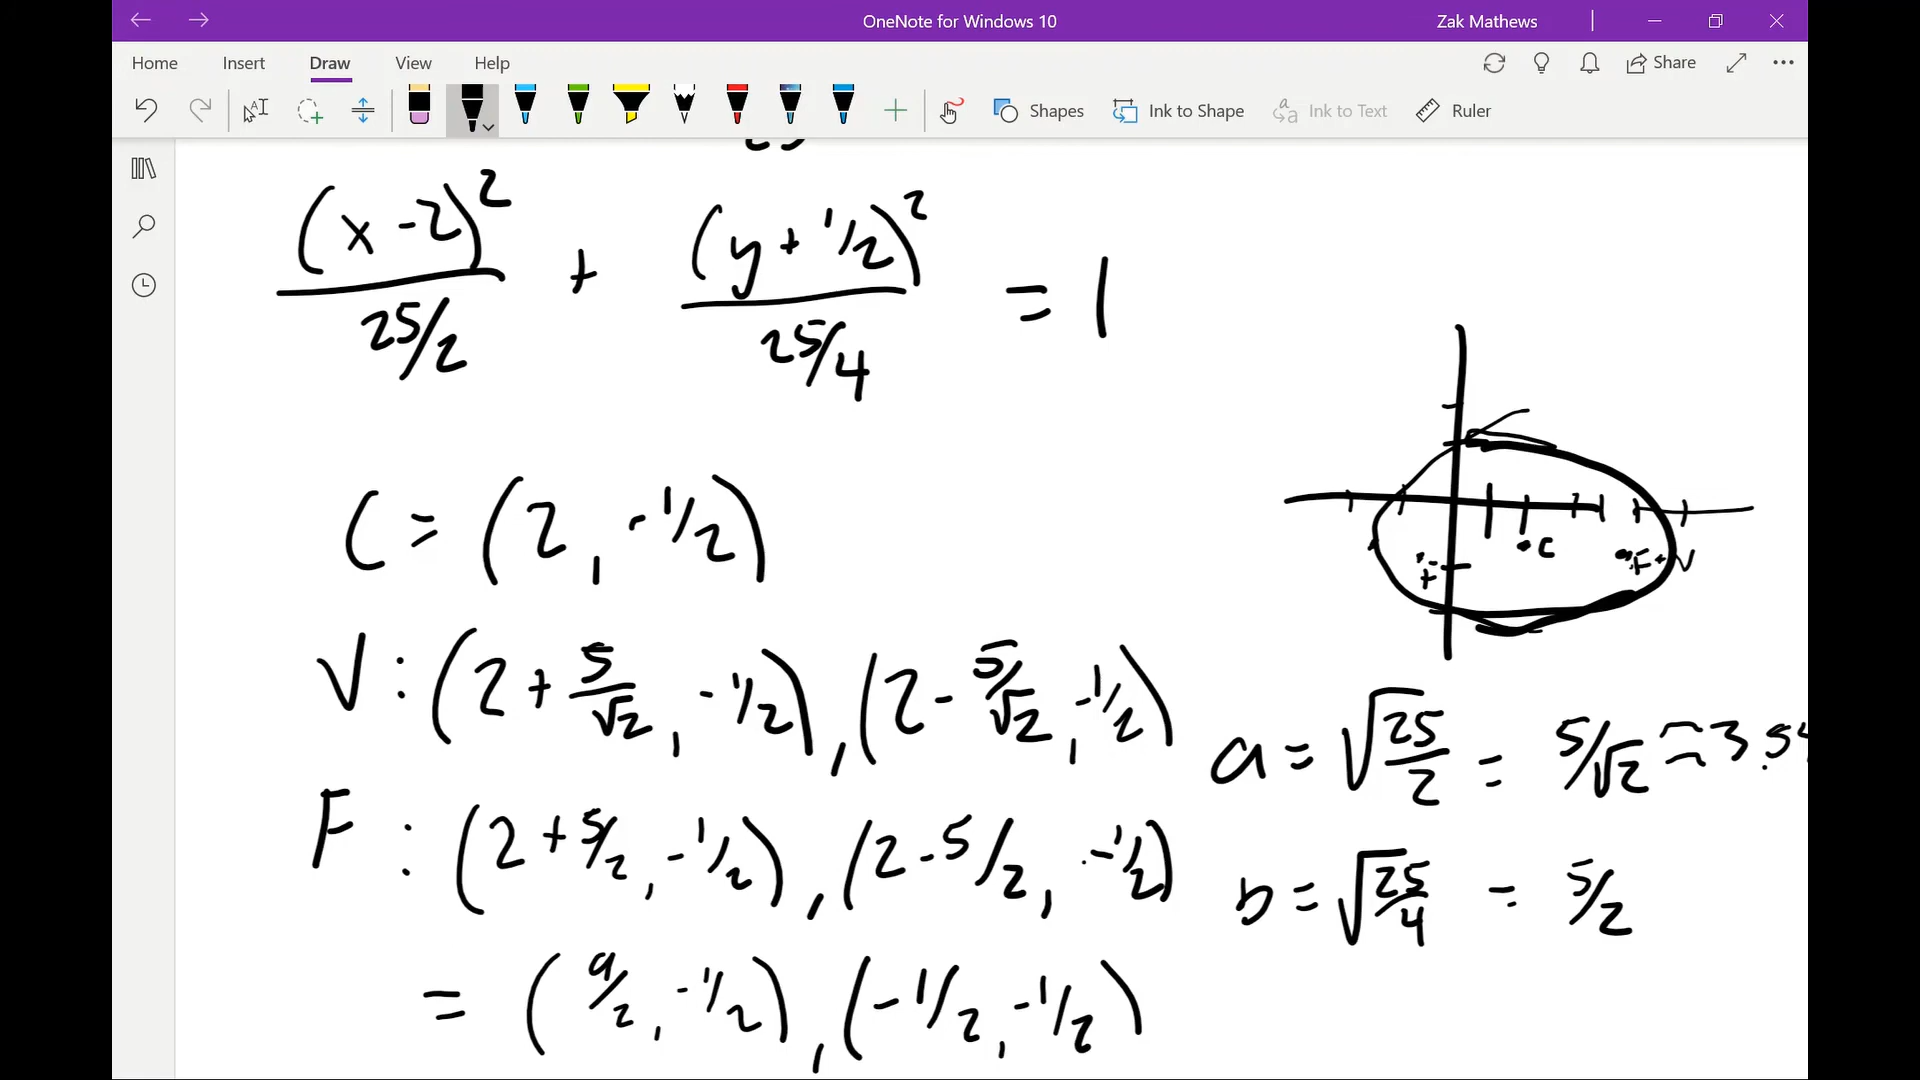 OneNote for Windows 10
Zak Mathews
Home Insert Draw View Help
Share
Shapes Ink to Shape Ink to Text Ruler
(x-2)²/25/2 + (y+1/2)²/25/4 = 1
C = (2, -1/2)
V: (2+5/√2, -1/2), (2-5/√2, -1/2)
F: (2+5/2, -1/2), (2-5/2, -1/2)
= (9/2, -1/2), (-1/2, -1/2)
C
F
F
V
a = √25/2 = 5/√2 ≈ 3.54
b = √25/4 = 5/2